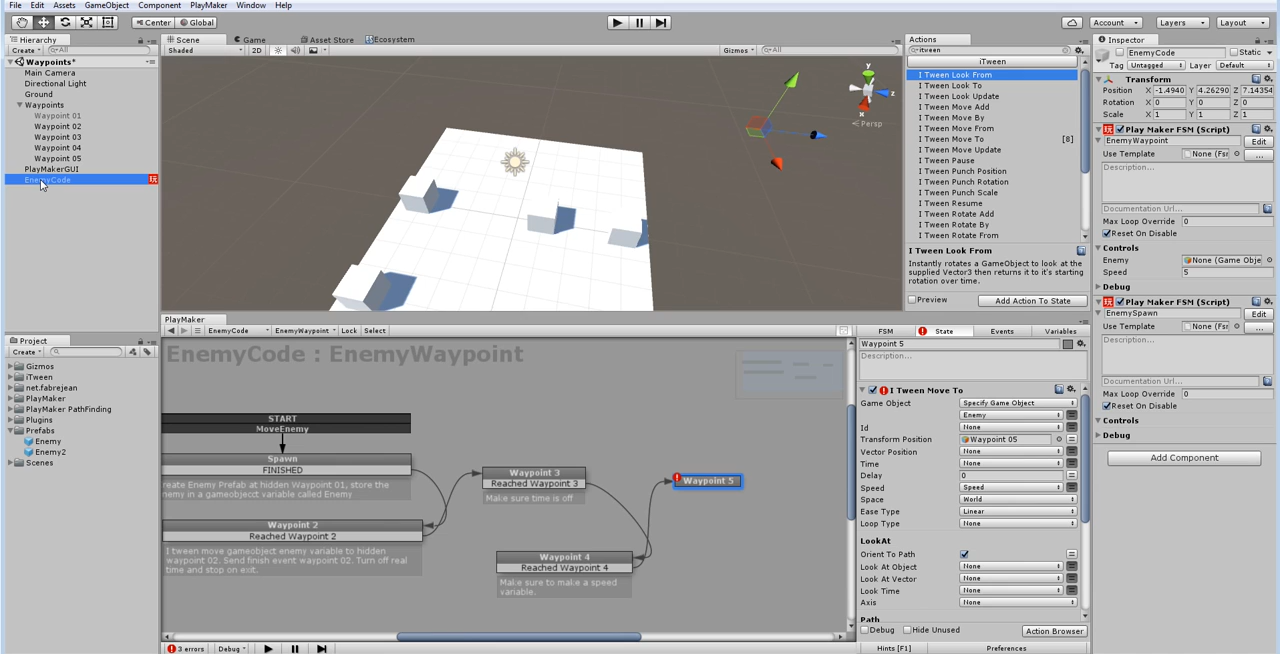 File Edit Assets GameObject Component PlayMaker Window Help
Center Global Account Layers Layout
Hierarchy
Create All
Waypoints*
Main Camera
Directional Light
Ground
Waypoints
Waypoint 01
Waypoint 02
Waypoint 03
Waypoint 04
Waypoint 05
PlayMakerGUI
EnemyCode
Project
Create
Gizmos
iTween
net.fabrejean
PlayMaker
PlayMaker PathFinding
Plugins
Prefabs
Enemy
Enemy2
Scenes
Scene Game Asset Store Ecosystem
Shaded 2D Gizmos All
y
z
x
Persp
PlayMaker
EnemyCode EnemyWaypoint Lock Select
EnemyCode : EnemyWaypoint
START
MoveEnemy
Spawn
FINISHED
reate Enemy Prefab at hidden Waypoint 01, store the
nemy in a gameobject variable called Enemy
Waypoint 2
Reached Waypoint 2
I tween move gameobject enemy variable to hidden
waypoint 02. Send finish event waypoint 02. Turn off real
time and stop on exit.
Waypoint 3
Reached Waypoint 3
Make sure time is off
Waypoint 4
Reached Waypoint 4
Make sure to make a speed
variable.
Waypoint 5
3 errors Debug
Actions
itween
iTween
I Tween Look From
I Tween Look To
I Tween Look Update
I Tween Move Add
I Tween Move By
I Tween Move From
I Tween Move To [8]
I Tween Move Update
I Tween Pause
I Tween Punch Position
I Tween Punch Rotation
I Tween Punch Scale
I Tween Resume
I Tween Rotate Add
I Tween Rotate By
I Tween Rotate From
I Tween Look From
Instantly rotates a GameObject to look at the
supplied Vector3 then returns it to it's starting
rotation over time.
Preview Add Action To State
FSM State Events Variables
Waypoint 5
Description...
I Tween Move To
Game Object Specify Game Object
Enemy
Id None
Transform Position Waypoint 05
Vector Position None
Time None
Delay 0
Speed Speed
Space World
Ease Type Linear
Loop Type None
LookAt
Orient To Path
Look At Object None
Look At Vector None
Look Time None
Axis None
Path
Debug Hide Unused Action Browser
Hints [F1] Preferences
Inspector
EnemyCode Static
Tag Untagged Layer Default
Transform
Position X -1.4940 Y 4.26290 Z 7.14354
Rotation X 0 Y 0 Z 0
Scale X 1 Y 1 Z 1
Play Maker FSM (Script)
EnemyWaypoint Edit
Use Template None (Fsm ...
Description...
Documentation Url...
Max Loop Override 0
Reset On Disable
Controls
Enemy None (Game Obje
Speed 5
Debug
Play Maker FSM (Script)
EnemySpawn Edit
Use Template None (Fsm ...
Description...
Documentation Url...
Max Loop Override 0
Reset On Disable
Controls
Debug
Add Component